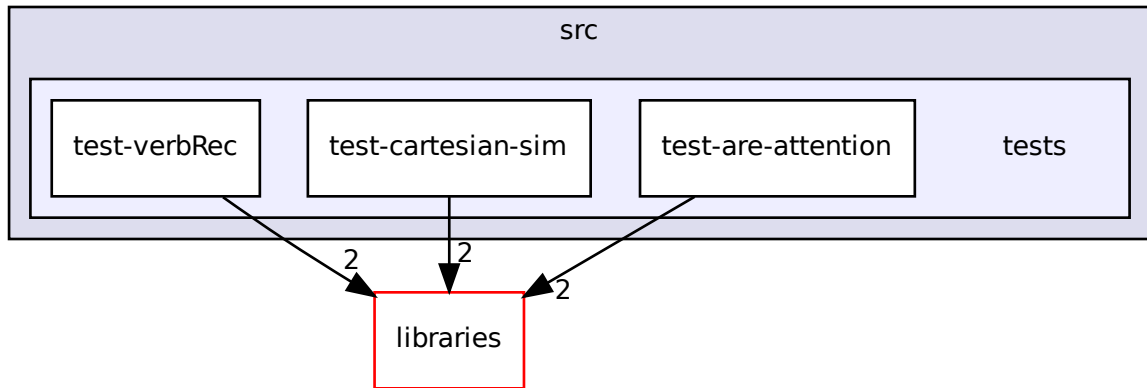 src
test-verbRec
test-cartesian-sim
test-are-attention
tests
2
2
2
libraries